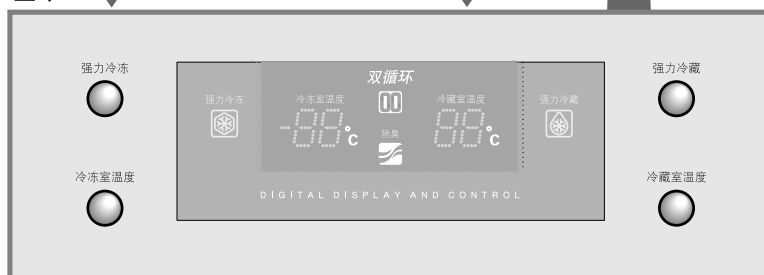 强力冷冻
强力冷藏
双循环
强力冷冻
冷冻室温度
冷藏室温度
强力冷藏
-88°C
88°C
除臭
冷冻室温度
冷藏室温度
DIGITAL DISPLAY AND CONTROL